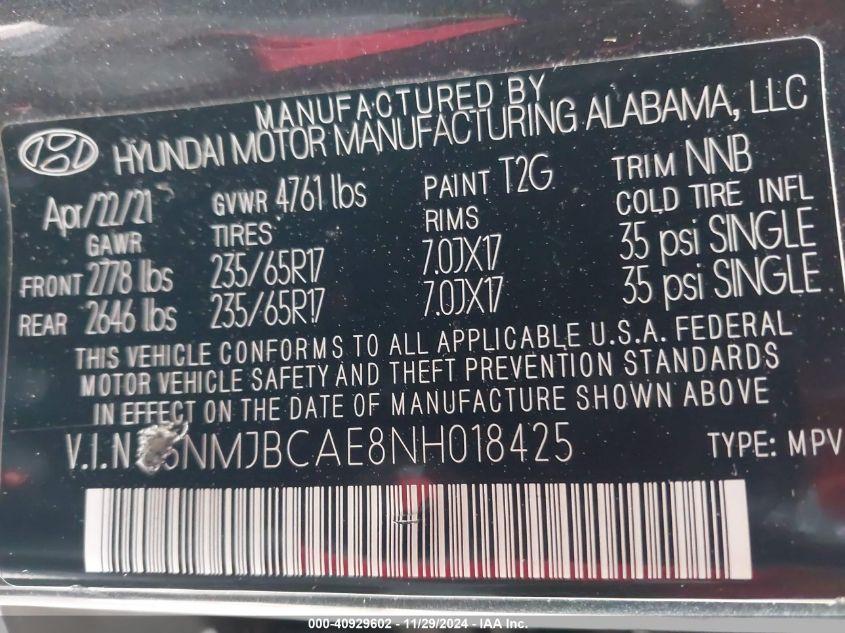 MANUFACTURED BY
HYUNDAI MOTOR MANUFACTURING ALABAMA, LLC
Apr/22/21 GVWR 4761 lbs PAINT T2G TRIM NNB
GAWR TIRES RIMS COLD TIRE INFL
FRONT 2778 lbs 235/65R17 7.0JX17 35 psi SINGLE
REAR 2646 lbs 235/65R17 7.0JX17 35 psi SINGLE
THIS VEHICLE CONFORMS TO ALL APPLICABLE U.S.A. FEDERAL
MOTOR VEHICLE SAFETY AND THEFT PREVENTION STANDARDS
IN EFFECT ON THE DATE OF MANUFACTURE SHOWN ABOVE
V.I.N 5NMJBCAE8NH018425 TYPE: MPV
000-40929602 - 11/29/2024 - IAA Inc.